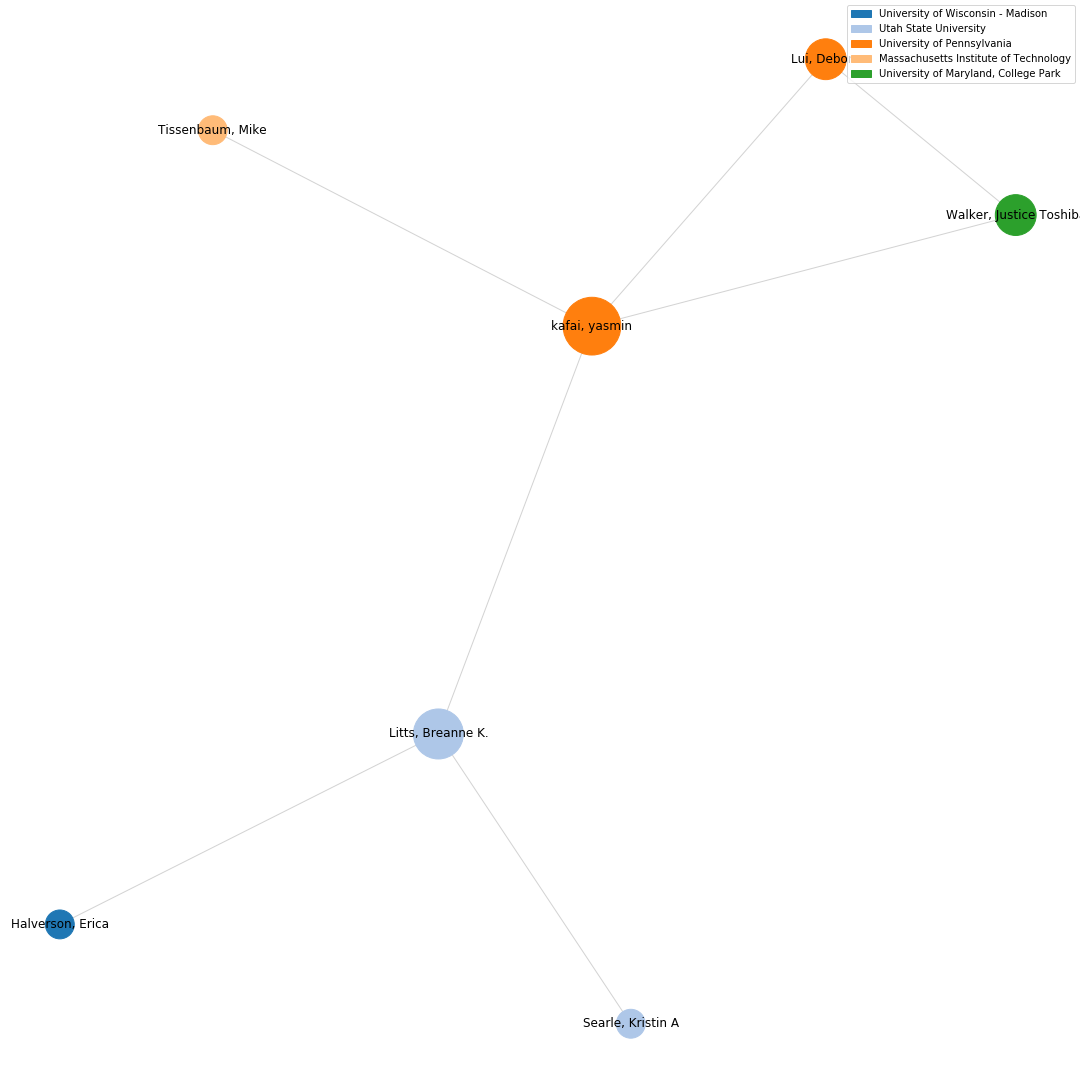 University of Wisconsin - Madison
Utah State University
University of Pennsylvania
Massachusetts Institute of Technology
University of Maryland, College Park
Lui, Debo
Tissenbaum, Mike
Walker, Justice Toshiba
kafai, yasmin
Litts, Breanne K.
Halverson, Erica
Searle, Kristin A